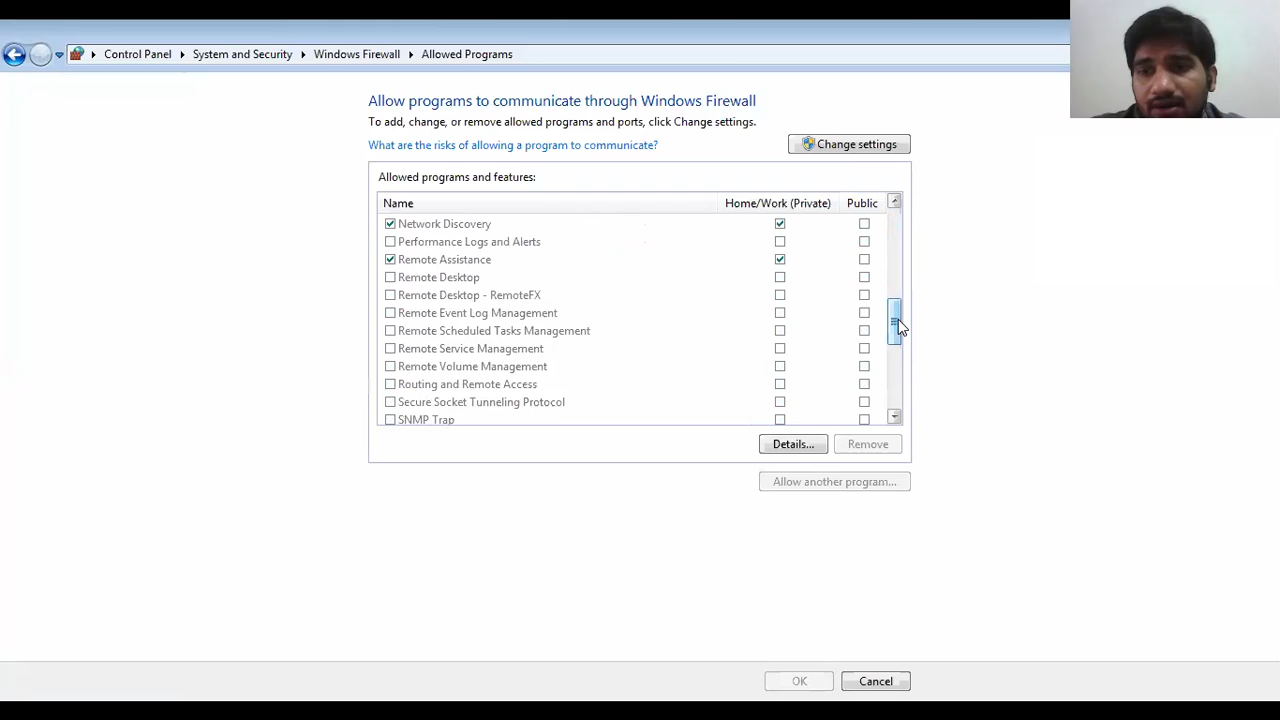 Control Panel System and Security Windows Firewall Allowed Programs
Allow programs to communicate through Windows Firewall
To add, change, or remove allowed programs and ports, click Change settings.
What are the risks of allowing a program to communicate?
Change settings
Allowed programs and features:
Name Home/Work (Private) Public
Network Discovery
Performance Logs and Alerts
Remote Assistance
Remote Desktop
Remote Desktop - RemoteFX
Remote Event Log Management
Remote Scheduled Tasks Management
Remote Service Management
Remote Volume Management
Routing and Remote Access
Secure Socket Tunneling Protocol
SNMP Trap
Details... Remove
Allow another program...
OK Cancel